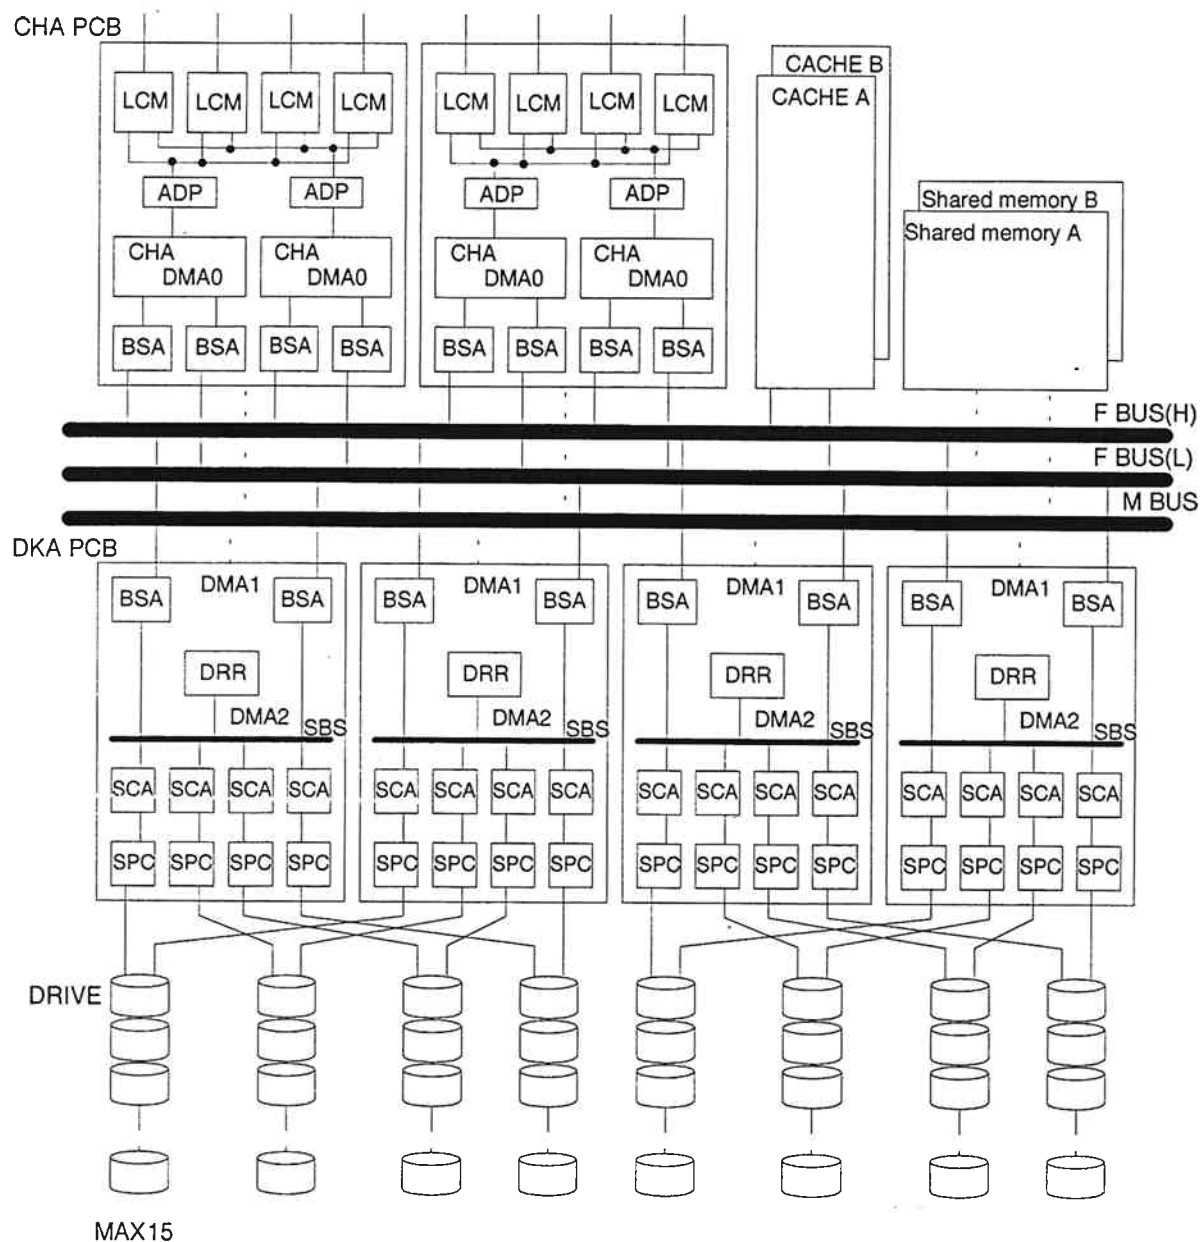 CHA PCB
CACHE B
CACHE A
LCM LCM LCM LCM LCM LCM LCM LCM
ADP ADP ADP ADP
Shared memory B
Shared memory A
CHA CHA CHA CHA
DMA0 DMA0 DMA0 DMA0
BSA BSA BSA BSA BSA BSA BSA BSA
F BUS(H)
F BUS(L)
M BUS
DKA PCB
BSA DMA1 BSA BSA DMA1 BSA BSA DMA1 BSA BSA DMA1 BSA
DRR DRR DRR DRR
DMA2 SBS DMA2 SBS DMA2 SBS DMA2 SBS
SCA SCA SCA SCA SCA SCA SCA SCA SCA SCA SCA SCA SCA SCA SCA SCA
SPC SPC SPC SPC SPC SPC SPC SPC SPC SPC SPC SPC SPC SPC SPC SPC
DRIVE
MAX15